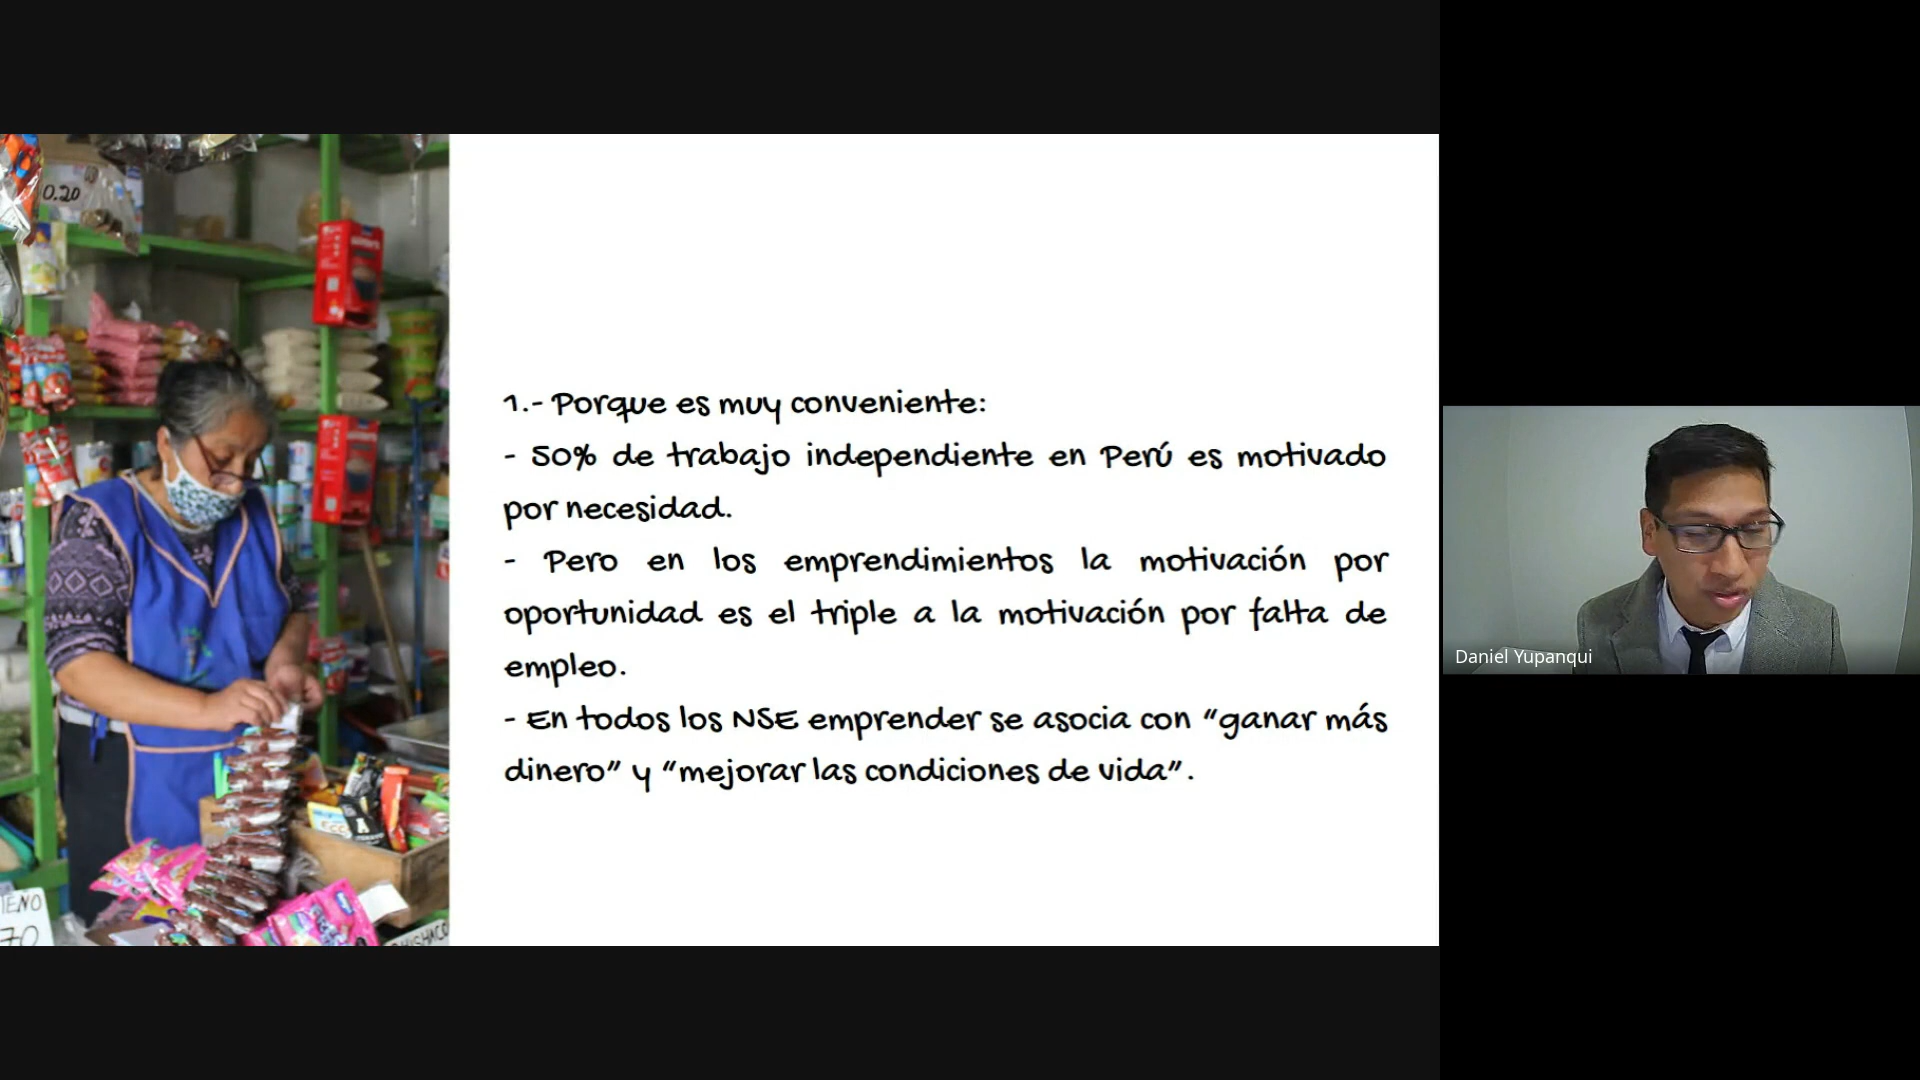 0.20
1.- Porque es muy conveniente:
- 50% de trabajo independiente en Perú es motivado
por necesidad.
- Pero en los emprendimientos la motivación por
oportunidad es el triple a la motivación por falta de
empleo.
- En todos los NSE emprender se asocia con “ganar más
dinero” y “mejorar las condiciones de vida”.
Daniel Yupanqui